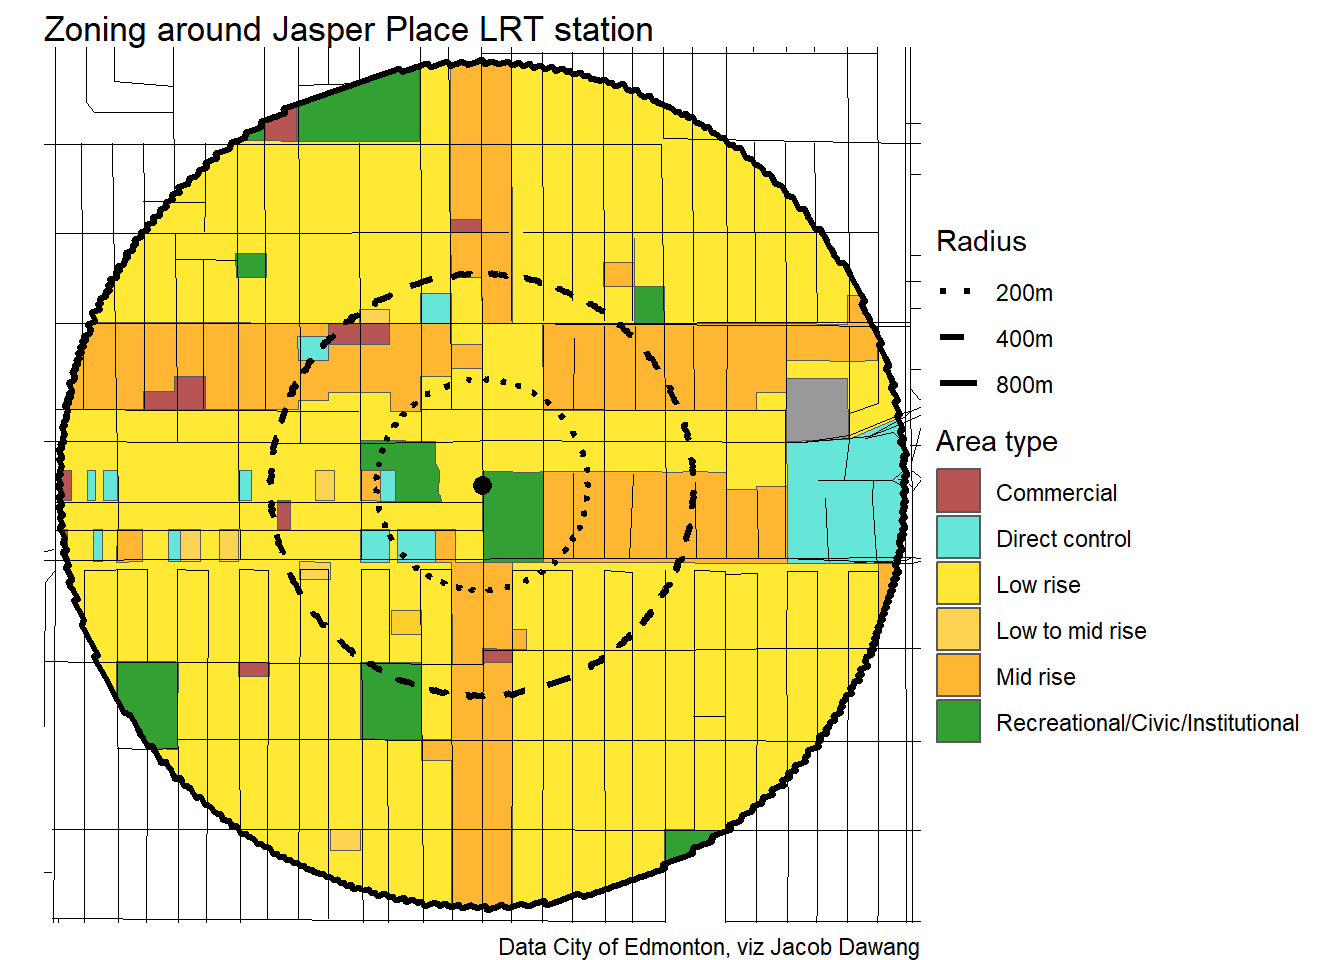 Zoning around Jasper Place LRT station
Radius
200m
400m
800m
Area type
Commercial
Direct control
Low rise
Low to mid rise
Mid rise
Recreational/Civic/Institutional
Data City of Edmonton, viz Jacob Dawang